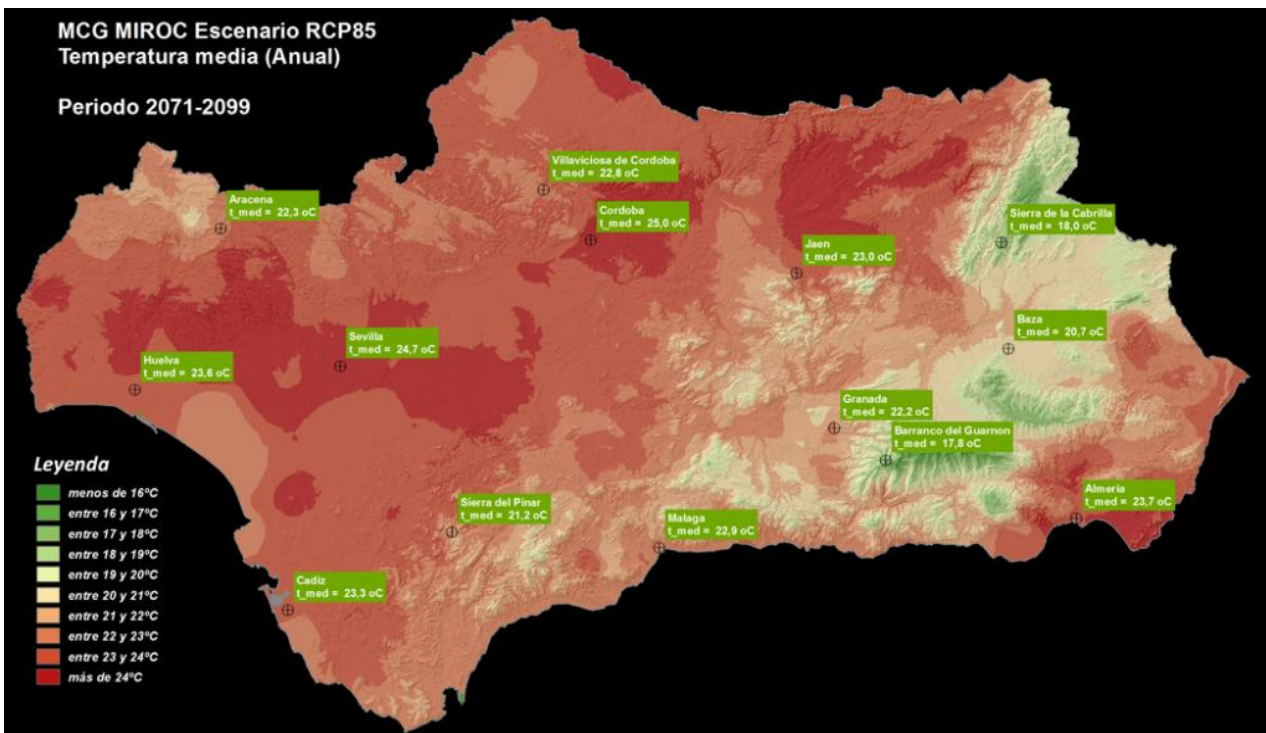 MCG MIROC Escenario RCP85
Temperatura media (Anual)
Periodo 2071-2099
Villaviciosa de Cordoba
t_med = 22,8 oC
Aracena
t_med = 22,3 oC
Cordoba
t_med = 25,0 oC
Sierra de la Cabrilla
t_med = 18,0 oC
Jaen
t_med = 23,0 oC
Baza
t_med = 20,7 oC
Sevilla
t_med = 24,7 oC
Huelva
t_med = 23,6 oC
Granada
t_med = 22,2 oC
Barranco del Guarnon
t_med = 17,8 oC
Almeria
t_med = 23,7 oC
Sierra del Pinar
t_med = 21,2 oC
Malaga
t_med = 22,9 oC
Cadiz
t_med = 23,3 oC
Leyenda
menos de 16ºC
entre 16 y 17ºC
entre 17 y 18ºC
entre 18 y 19ºC
entre 19 y 20ºC
entre 20 y 21ºC
entre 21 y 22ºC
entre 22 y 23ºC
entre 23 y 24ºC
más de 24ºC